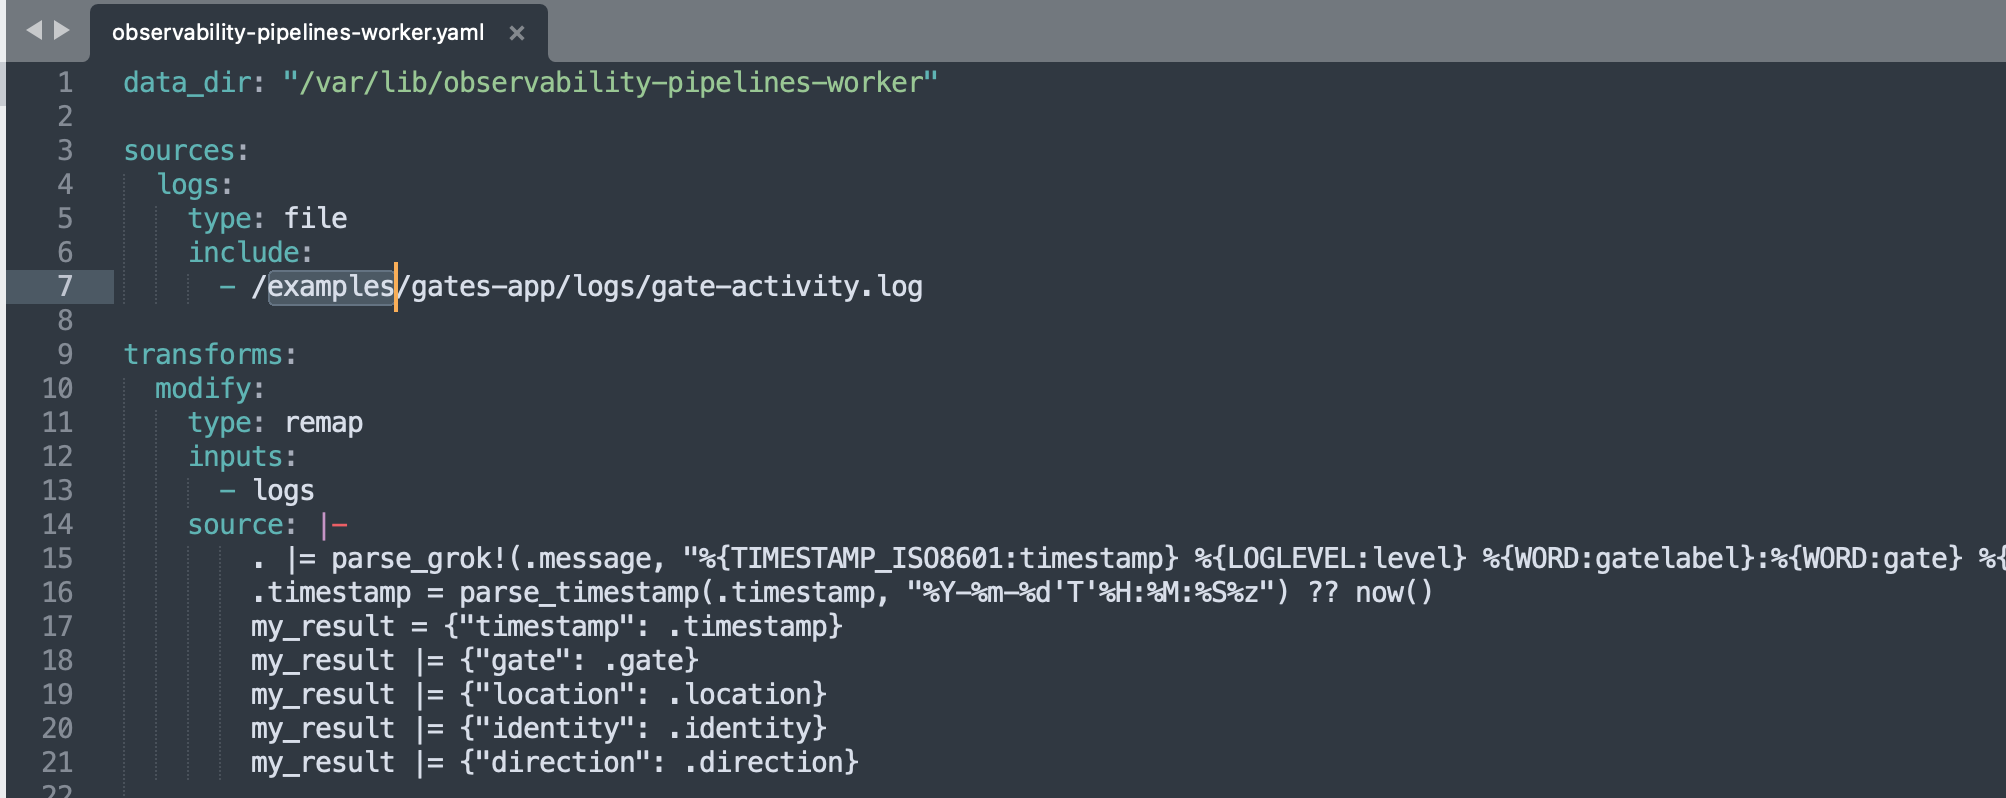 observability-pipelines-worker.yaml ×
1 data_dir: "/var/lib/observability-pipelines-worker"
2
3 sources:
4 logs:
5 type: file
6 include:
7 - /examples/gates-app/logs/gate-activity.log
8
9 transforms:
10 modify:
11 type: remap
12 inputs:
13 - logs
14 source: |-
15 . |= parse_grok!(.message, "%{TIMESTAMP_ISO8601:timestamp} %{LOGLEVEL:level} %{WORD:gatelabel}:%{WORD:gate} %{
16 .timestamp = parse_timestamp(.timestamp, "%Y-%m-%d'T'%H:%M:%S%z") ?? now()
17 my_result = {"timestamp": .timestamp}
18 my_result |= {"gate": .gate}
19 my_result |= {"location": .location}
20 my_result |= {"identity": .identity}
21 my_result |= {"direction": .direction}
22